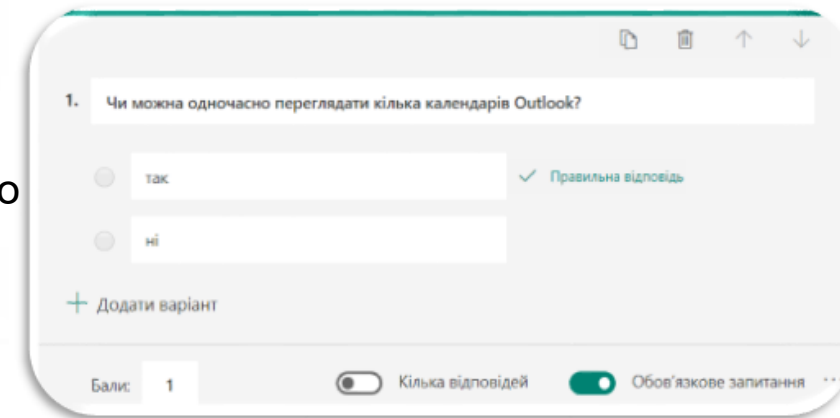 1. Чи можна одночасно переглядати кілька календарів Outlook?
о
так ✓ Правильна відповідь
ні
+ Додати варіант
Бали: 1 Кілька відповідей Обов'язкове запитання ...